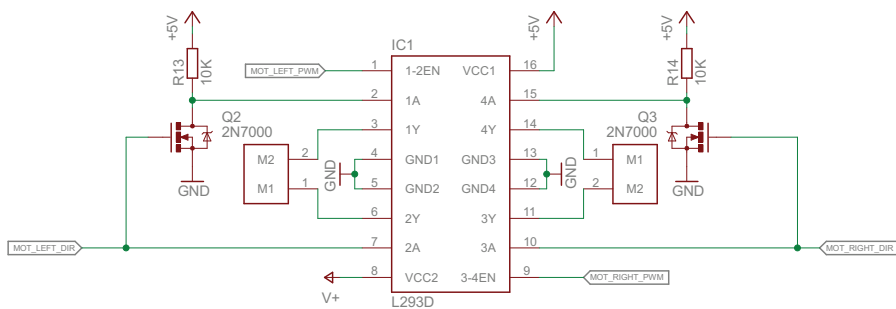 +5V
+5V
+5V
IC1
R13
10K
R14
10K
MOT_LEFT_PWM
1
1-2EN
VCC1
16
2
1A
4A
15
Q2
2N7000
3
1Y
4Y
14
Q3
2N7000
2
M2
M1
1
GND
4
GND1
GND3
13
GND
1
M1
M2
2
GND
5
GND2
GND4
12
GND
6
2Y
3Y
11
MOT_LEFT_DIR
7
2A
3A
10
MOT_RIGHT_DIR
V+
8
VCC2
3-4EN
9
MOT_RIGHT_PWM
L293D